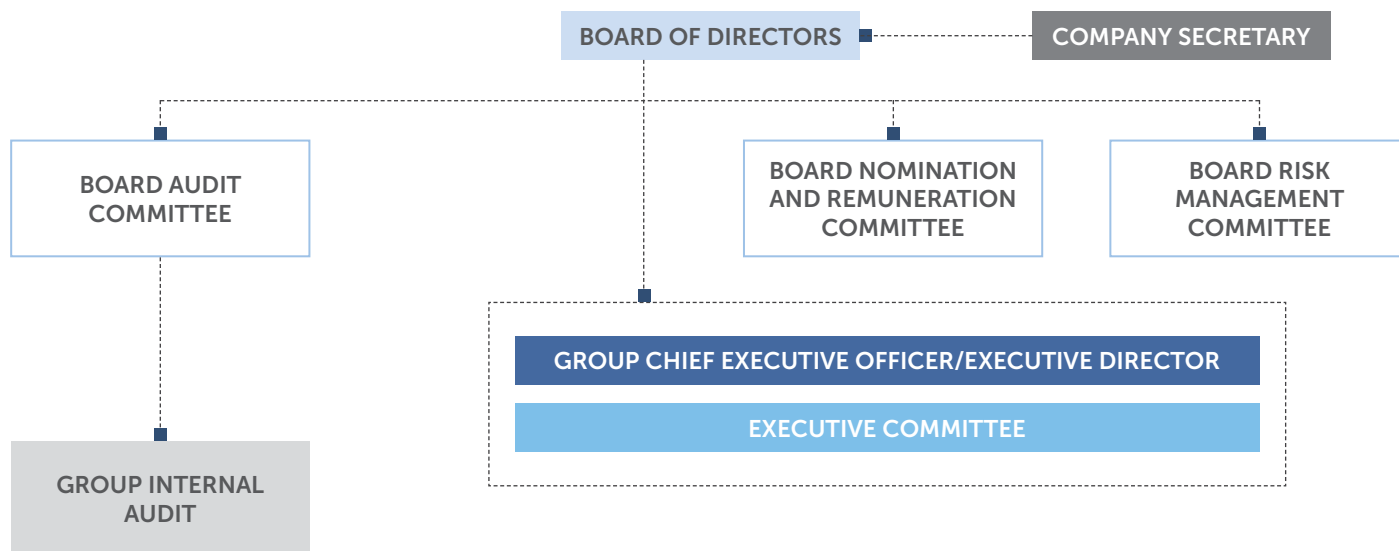 BOARD OF DIRECTORS
COMPANY SECRETARY
BOARD AUDIT
COMMITTEE
BOARD NOMINATION
AND REMUNERATION
COMMITTEE
BOARD RISK
MANAGEMENT
COMMITTEE
GROUP CHIEF EXECUTIVE OFFICER/EXECUTIVE DIRECTOR
EXECUTIVE COMMITTEE
GROUP INTERNAL
AUDIT